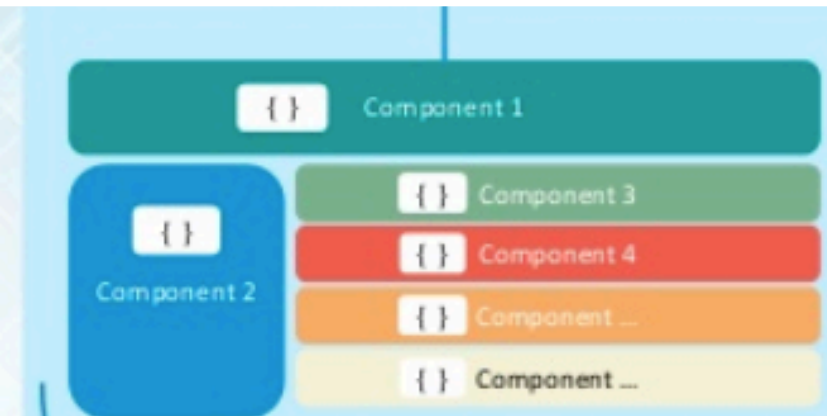 { } Component 1
{ }
Component 2
{ } Component 3
{ } Component 4
{ } Component ...
{ } Component ...